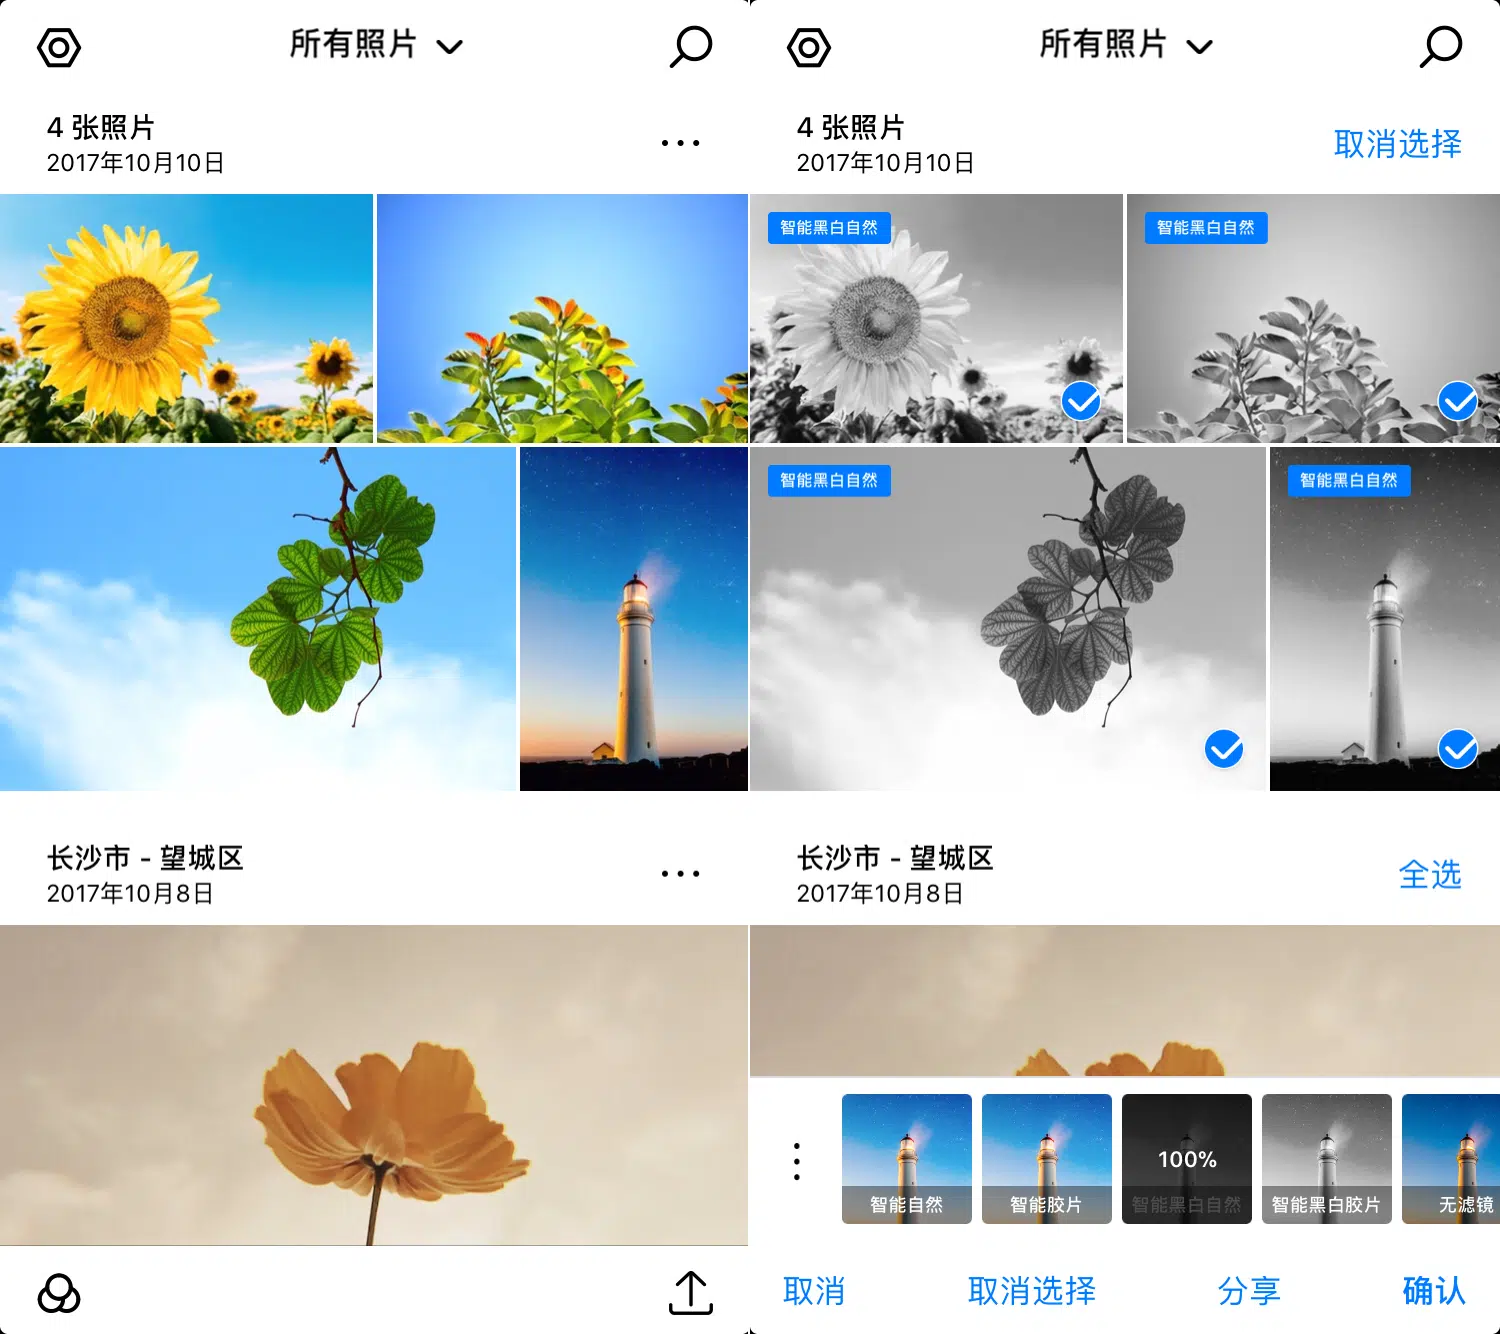 所有照片
4 张照片
2017年10月10日
长沙市 - 望城区
2017年10月8日
所有照片
4 张照片
2017年10月10日
取消选择
智能黑白自然
智能黑白自然
智能黑白自然
智能黑白自然
长沙市 - 望城区
2017年10月8日
全选
100%
智能自然
智能胶片
智能黑白自然
智能黑白胶片
无滤镜
取消
取消选择
分享
确认